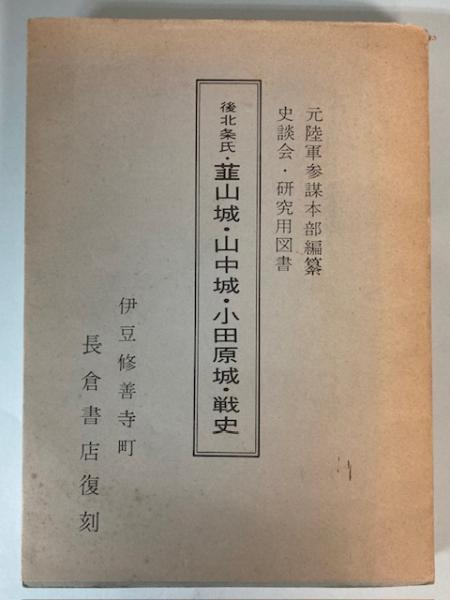 元陸軍参謀本部編纂
史談会・研究用図書
後北条氏・韮山城・山中城・小田原城・戦史
伊豆修善寺町
長倉書店復刻